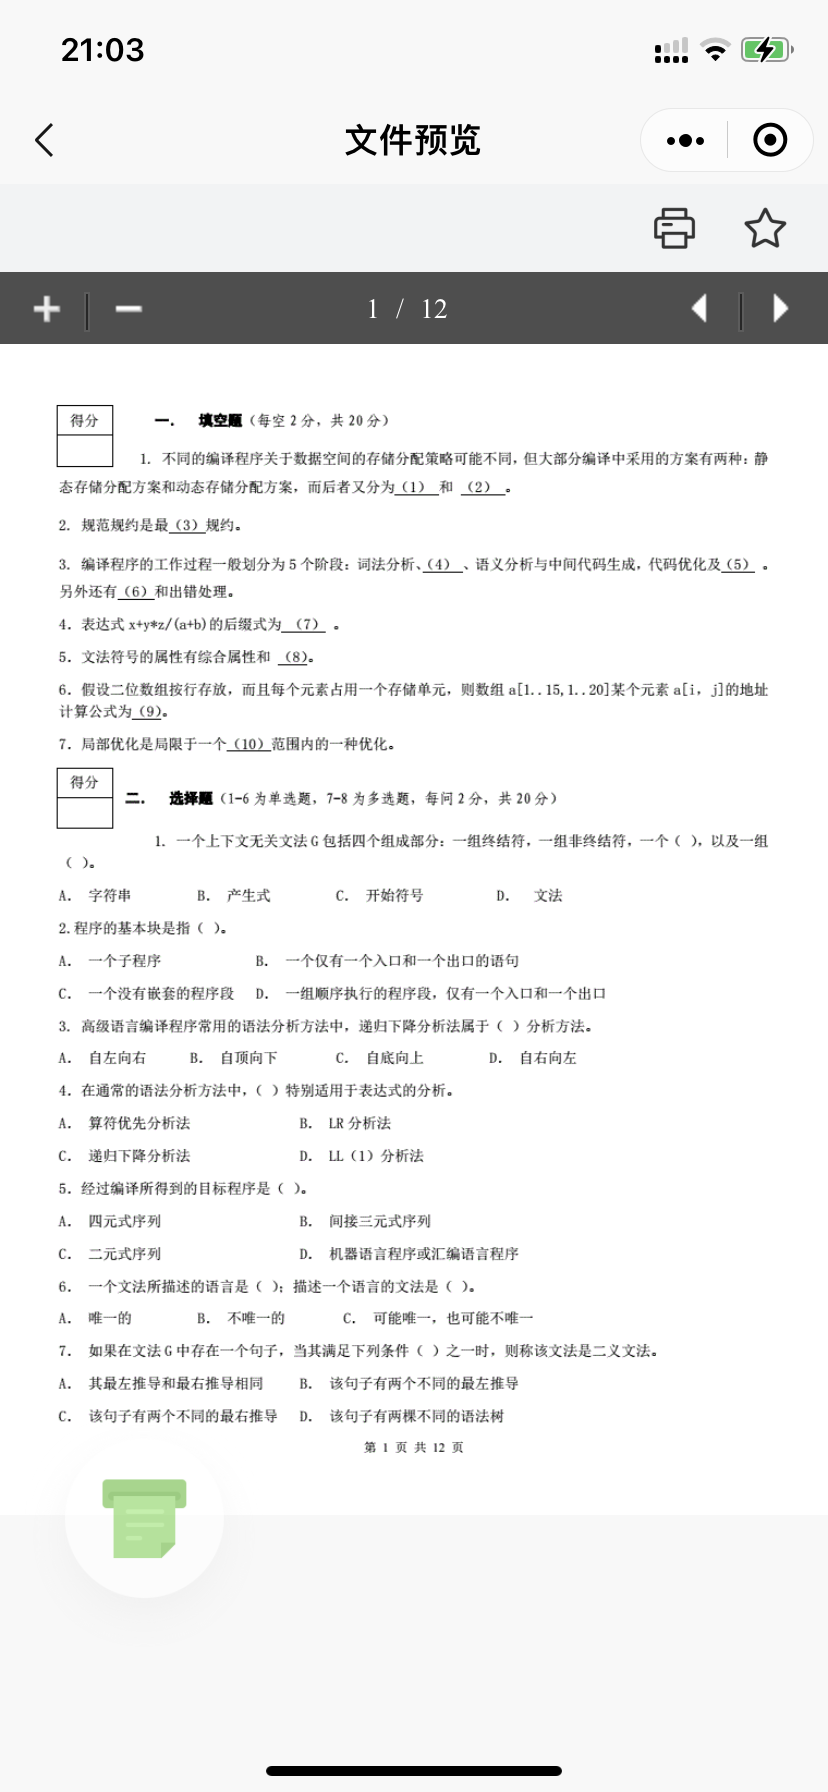 21:03
文件预览
1 / 12
得分
一. 填空题（每空 2 分，共 20 分）
1. 不同的编译程序关于数据空间的存储分配策略可能不同，但大部分编译中采用的方案有两种：静
态存储分配方案和动态存储分配方案，而后者又分为（1） 和 （2） 。
2. 规范规约是最（3）规约。
3. 编译程序的工作过程一般划分为 5 个阶段：词法分析、（4） 、语义分析与中间代码生成，代码优化及（5） 。
另外还有（6）和出错处理。
4．表达式 x+y*z/(a+b)的后缀式为 （7） 。
5．文法符号的属性有综合属性和 （8）。
6．假设二位数组按行存放，而且每个元素占用一个存储单元，则数组 a[1..15,1..20]某个元素 a[i，j]的地址
计算公式为（9）。
7．局部优化是局限于一个（10）范围内的一种优化。
得分
二. 选择题（1-6 为单选题，7-8 为多选题，每问 2 分，共 20 分）
1. 一个上下文无关文法 G 包括四个组成部分：一组终结符，一组非终结符，一个（ ），以及一组
（ ）。
A． 字符串 B． 产生式 C． 开始符号 D． 文法
2.程序的基本块是指（ ）。
A． 一个子程序 B． 一个仅有一个入口和一个出口的语句
C． 一个没有嵌套的程序段 D． 一组顺序执行的程序段，仅有一个入口和一个出口
3. 高级语言编译程序常用的语法分析方法中，递归下降分析法属于（ ）分析方法。
A． 自左向右 B． 自顶向下 C． 自底向上 D． 自右向左
4．在通常的语法分析方法中，（ ）特别适用于表达式的分析。
A． 算符优先分析法 B． LR 分析法
C． 递归下降分析法 D． LL（1）分析法
5．经过编译所得到的目标程序是（ ）。
A． 四元式序列 B． 间接三元式序列
C． 二元式序列 D． 机器语言程序或汇编语言程序
6． 一个文法所描述的语言是（ ）；描述一个语言的文法是（ ）。
A． 唯一的 B． 不唯一的 C． 可能唯一，也可能不唯一
7． 如果在文法 G 中存在一个句子，当其满足下列条件（ ）之一时，则称该文法是二义文法。
A． 其最左推导和最右推导相同 B． 该句子有两个不同的最左推导
C． 该句子有两个不同的最右推导 D． 该句子有两棵不同的语法树
第 1 页 共 12 页